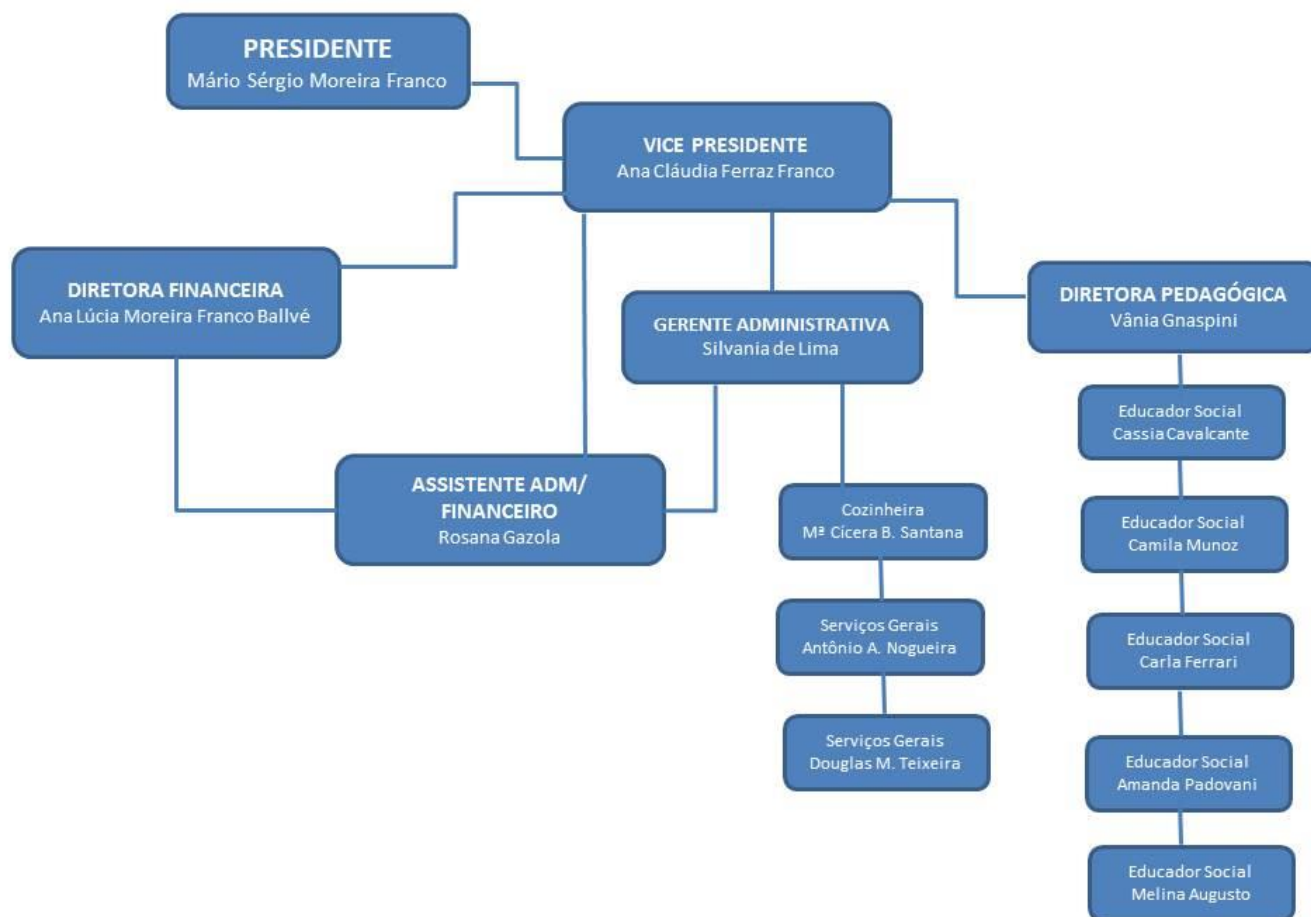 PRESIDENTE
Mário Sérgio Moreira Franco
VICE PRESIDENTE
Ana Cláudia Ferraz Franco
DIRETORA FINANCEIRA
Ana Lúcia Moreira Franco Ballvé
GERENTE ADMINISTRATIVA
Silvania de Lima
DIRETORA PEDAGÓGICA
Vânia Gnaspini
ASSISTENTE ADM/
FINANCEIRO
Rosana Gazola
Cozinheira
Mª Cícera B. Santana
Serviços Gerais
Antônio A. Nogueira
Serviços Gerais
Douglas M. Teixeira
Educador Social
Cassia Cavalcante
Educador Social
Camila Munoz
Educador Social
Carla Ferrari
Educador Social
Amanda Padovani
Educador Social
Melina Augusto